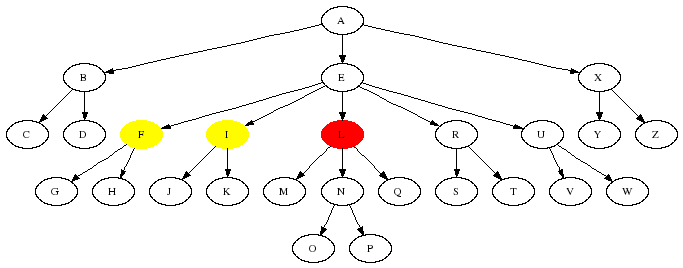 A
B E X
C D F I L R U Y Z
G H J K M N Q S T V W
O P